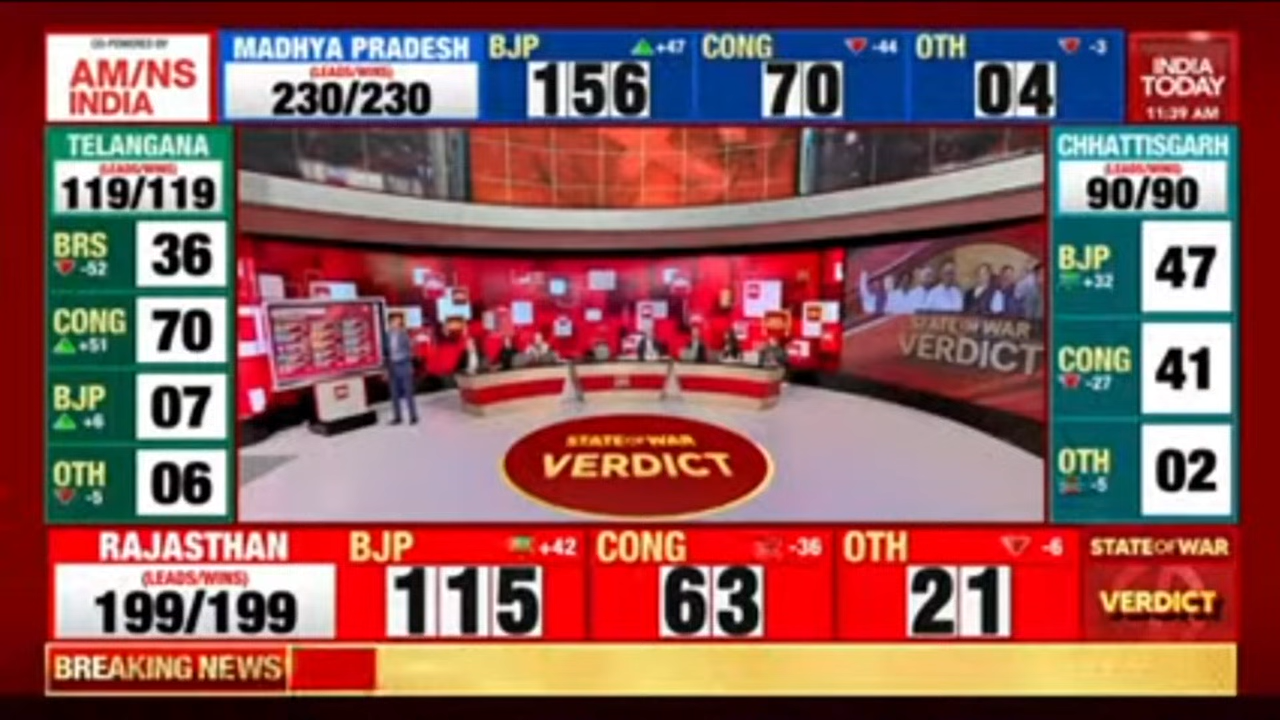 CO-POWERED BY
AM/NS
INDIA
MADHYA PRADESH
(LEADS/WINS)
230/230
BJP +47
156
CONG -44
70
OTH -3
04
INDIA
TODAY
11:39 AM
TELANGANA
(LEADS/WINS)
119/119
BRS
-52
36
CONG
+51
70
BJP
+6
07
OTH
-5
06
STATE OF WAR
VERDICT
STATE OF WAR
VERDICT
CHHATTISGARH
(LEADS/WINS)
90/90
BJP
+32
47
CONG
-27
41
OTH
-5
02
RAJASTHAN
(LEADS/WINS)
199/199
BJP +42
115
CONG -36
63
OTH -6
21
STATE OF WAR
VERDICT
BREAKING NEWS